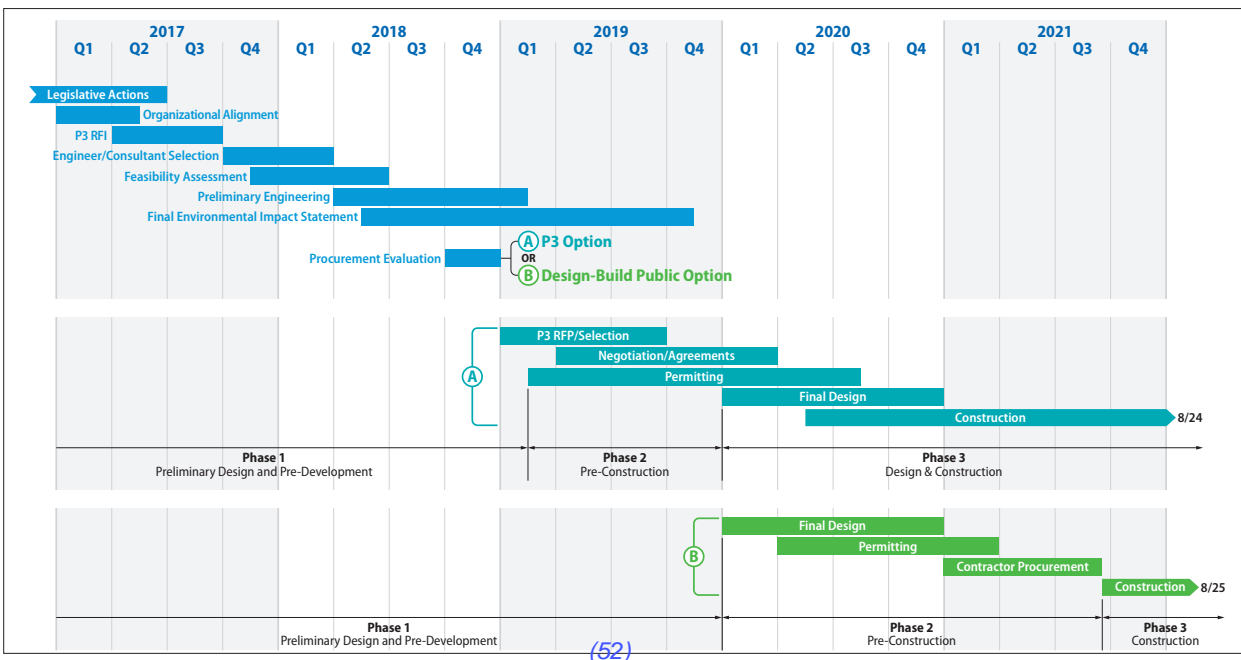 2017 2018 2019 2020 2021
Q1 Q2 Q3 Q4 Q1 Q2 Q3 Q4 Q1 Q2 Q3 Q4 Q1 Q2 Q3 Q4 Q1 Q2 Q3 Q4
Legislative Actions
Organizational Alignment
P3 RFI
Engineer/Consultant Selection
Feasibility Assessment
Preliminary Engineering
Final Environmental Impact Statement
A P3 Option
Procurement Evaluation OR
B Design-Build Public Option
P3 RFP/Selection
Negotiation/Agreements
A Permitting
Final Design
Construction 8/24
Phase 1 Phase 2 Phase 3
Preliminary Design and Pre-Development Pre-Construction Design & Construction
Final Design
Permitting
B
Contractor Procurement
Construction 8/25
Phase 1 Phase 2 Phase 3
Preliminary Design and Pre-Development Pre-Construction Construction
(52)